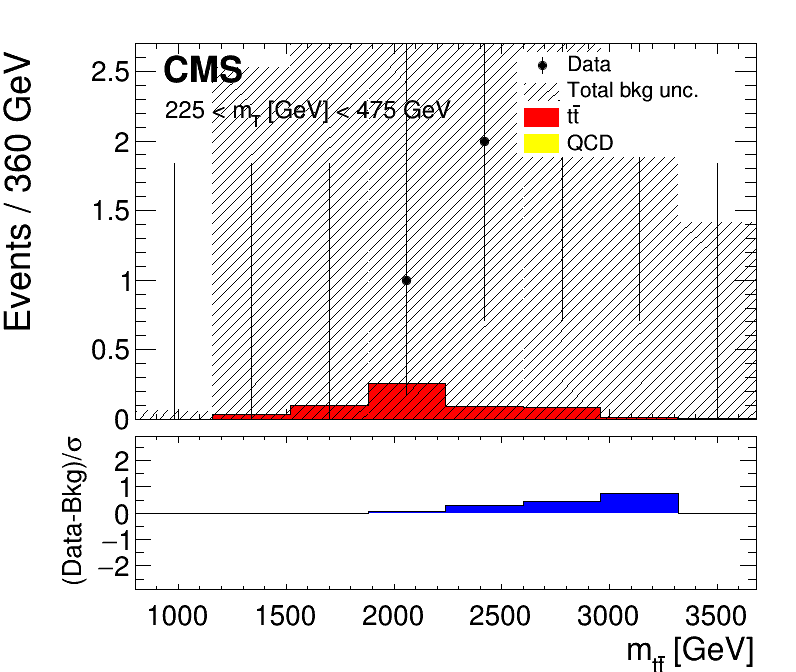 CMS
225 < m_T̄ [GeV] < 475 GeV
Data
Total bkg unc.
tt̄
QCD
Events / 360 GeV
2.5
2
1.5
1
0.5
0
(Data-Bkg)/σ
2
1
0
−1
−2
1000 1500 2000 2500 3000 3500
m_tt̄ [GeV]